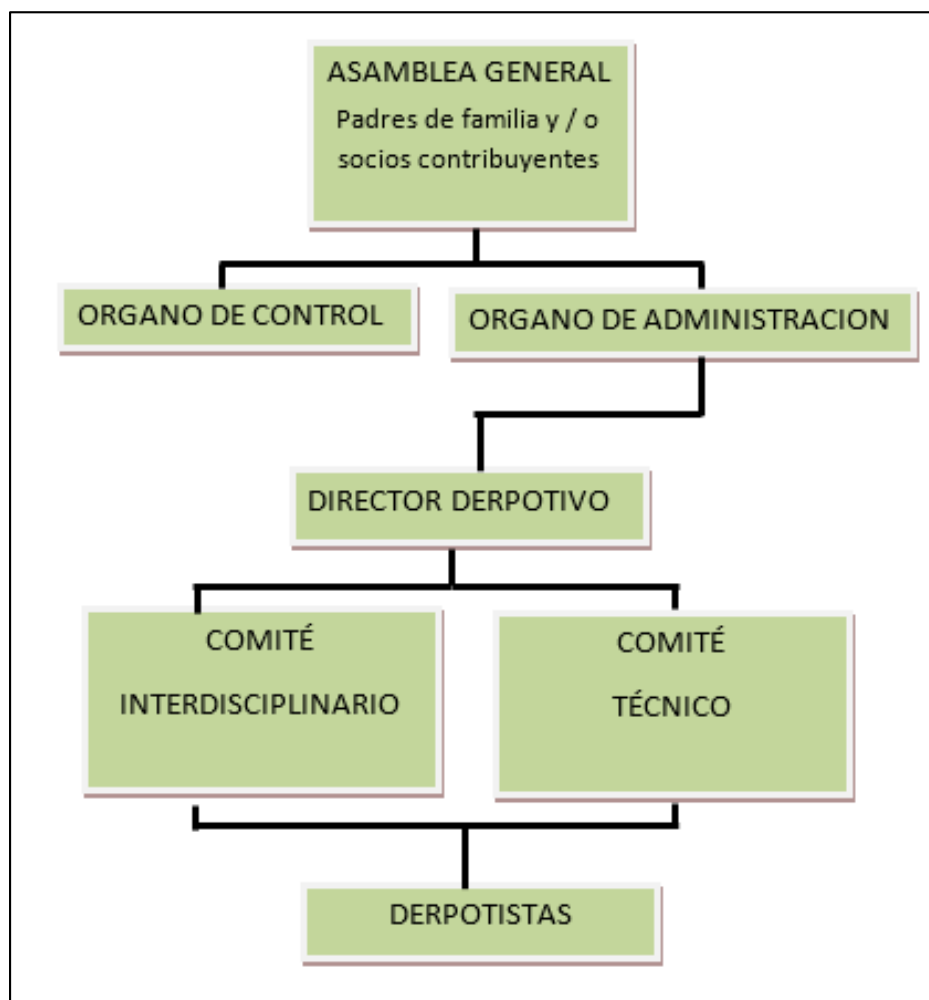 ASAMBLEA GENERAL
Padres de familia y / o
socios contribuyentes
ORGANO DE CONTROL
ORGANO DE ADMINISTRACION
DIRECTOR DERPOTIVO
COMITÉ
INTERDISCIPLINARIO
COMITÉ
TÉCNICO
DERPOTISTAS